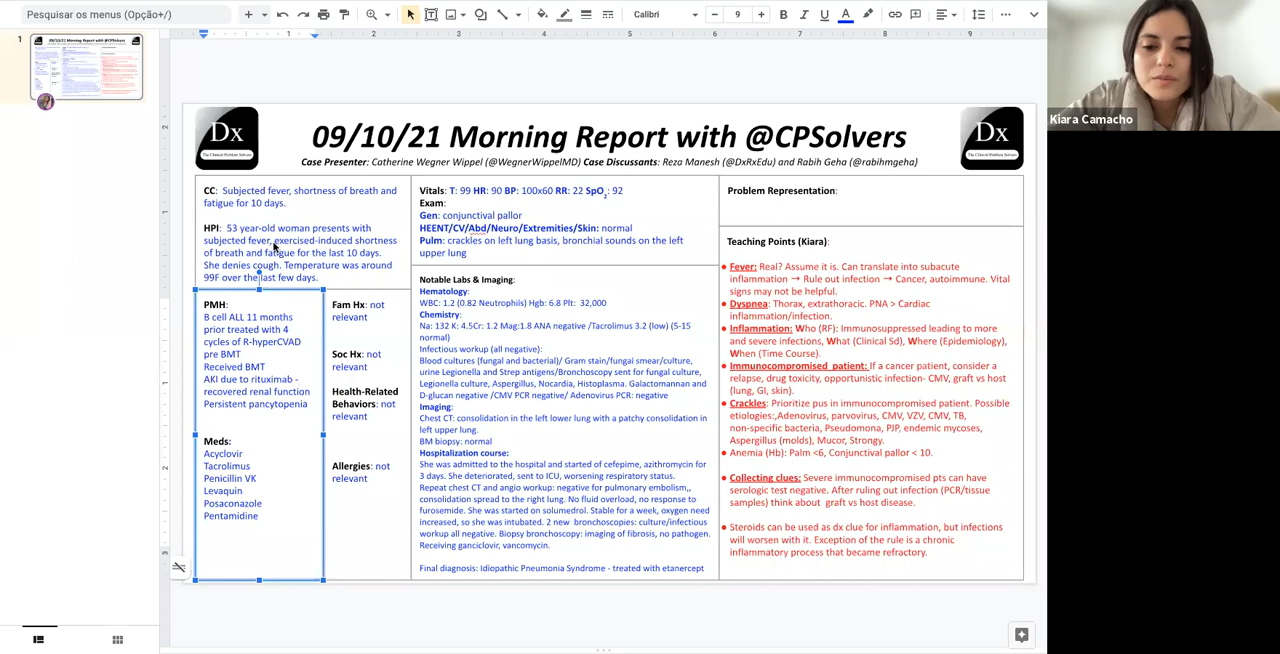 Pesquisar os menus (Opção+/)
Calibri
9
1
09/10/21 Morning Report with @CPSolvers
Case Presenter: Catherine Wegner Wippel (@WegnerWippelMD) Case Discussants: Reza Manesh (@DxRxEdu) and Rabih Geha (@rabihmgeha)
Dx
The Clinical Problem Solvers
Dx
The Clinical Problem Solvers
CC: Subjected fever, shortness of breath and
fatigue for 10 days.
HPI: 53 year-old woman presents with
subjected fever, exercised-induced shortness
of breath and fatigue for the last 10 days.
She denies cough. Temperature was around
99F over the last few days.
PMH:
B cell ALL 11 months
prior treated with 4
cycles of R-hyperCVAD
pre BMT
Received BMT
AKI due to rituximab -
recovered renal function
Persistent pancytopenia
Meds:
Acyclovir
Tacrolimus
Penicillin VK
Levaquin
Posaconazole
Pentamidine
Fam Hx: not
relevant
Soc Hx: not
relevant
Health-Related
Behaviors: not
relevant
Allergies: not
relevant
Vitals: T: 99 HR: 90 BP: 100x60 RR: 22 SpO2: 92
Exam:
Gen: conjunctival pallor
HEENT/CV/Abd/Neuro/Extremities/Skin: normal
Pulm: crackles on left lung basis, bronchial sounds on the left
upper lung
Notable Labs & Imaging:
Hematology:
WBC: 1.2 (0.82 Neutrophils) Hgb: 6.8 Plt: 32,000
Chemistry:
Na: 132 K: 4.5Cr: 1.2 Mag:1.8 ANA negative /Tacrolimus 3.2 (low) (5-15
normal)
Infectious workup (all negative):
Blood cultures (fungal and bacterial)/ Gram stain/fungal smear/culture,
urine Legionella and Strep antigens/Bronchoscopy sent for fungal culture,
Legionella culture, Aspergillus, Nocardia, Histoplasma. Galactomannan and
D-glucan negative /CMV PCR negative/ Adenovirus PCR: negative
Imaging:
Chest CT: consolidation in the left lower lung with a patchy consolidation in
left upper lung.
BM biopsy: normal
Hospitalization course:
She was admitted to the hospital and started of cefepime, azithromycin for
3 days. She deteriorated, sent to ICU, worsening respiratory status.
Repeat chest CT and angio workup: negative for pulmonary embolism,,
consolidation spread to the right lung. No fluid overload, no response to
furosemide. She was started on solumedrol. Stable for a week, oxygen need
increased, so she was intubated. 2 new bronchoscopies: culture/infectious
workup all negative. Biopsy bronchoscopy: imaging of fibrosis, no pathogen.
Receiving ganciclovir, vancomycin.
Final diagnosis: Idiopathic Pneumonia Syndrome - treated with etanercept
Problem Representation:
Teaching Points (Kiara):
● Fever: Real? Assume it is. Can translate into subacute
inflammation → Rule out infection → Cancer, autoimmune. Vital
signs may not be helpful.
● Dyspnea: Thorax, extrathoracic. PNA > Cardiac
inflammation/infection.
● Inflammation: Who (RF): Immunosuppressed leading to more
and severe infections, What (Clinical Sd), Where (Epidemiology),
When (Time Course).
● Immunocompromised patient: If a cancer patient, consider a
relapse, drug toxicity, opportunistic infection- CMV, graft vs host
(lung, GI, skin).
● Crackles: Prioritize pus in immunocompromised patient. Possible
etiologies:,Adenovirus, parvovirus, CMV, VZV, CMV, TB,
non-specific bacteria, Pseudomona, PJP, endemic mycoses,
Aspergillus (molds), Mucor, Strongy.
● Anemia (Hb): Palm <6, Conjunctival pallor < 10.
● Collecting clues: Severe immunocompromised pts can have
serologic test negative. After ruling out infection (PCR/tissue
samples) think about graft vs host disease.
● Steroids can be used as dx clue for inflammation, but infections
will worsen with it. Exception of the rule is a chronic
inflammatory process that became refractory.
Kiara Camacho